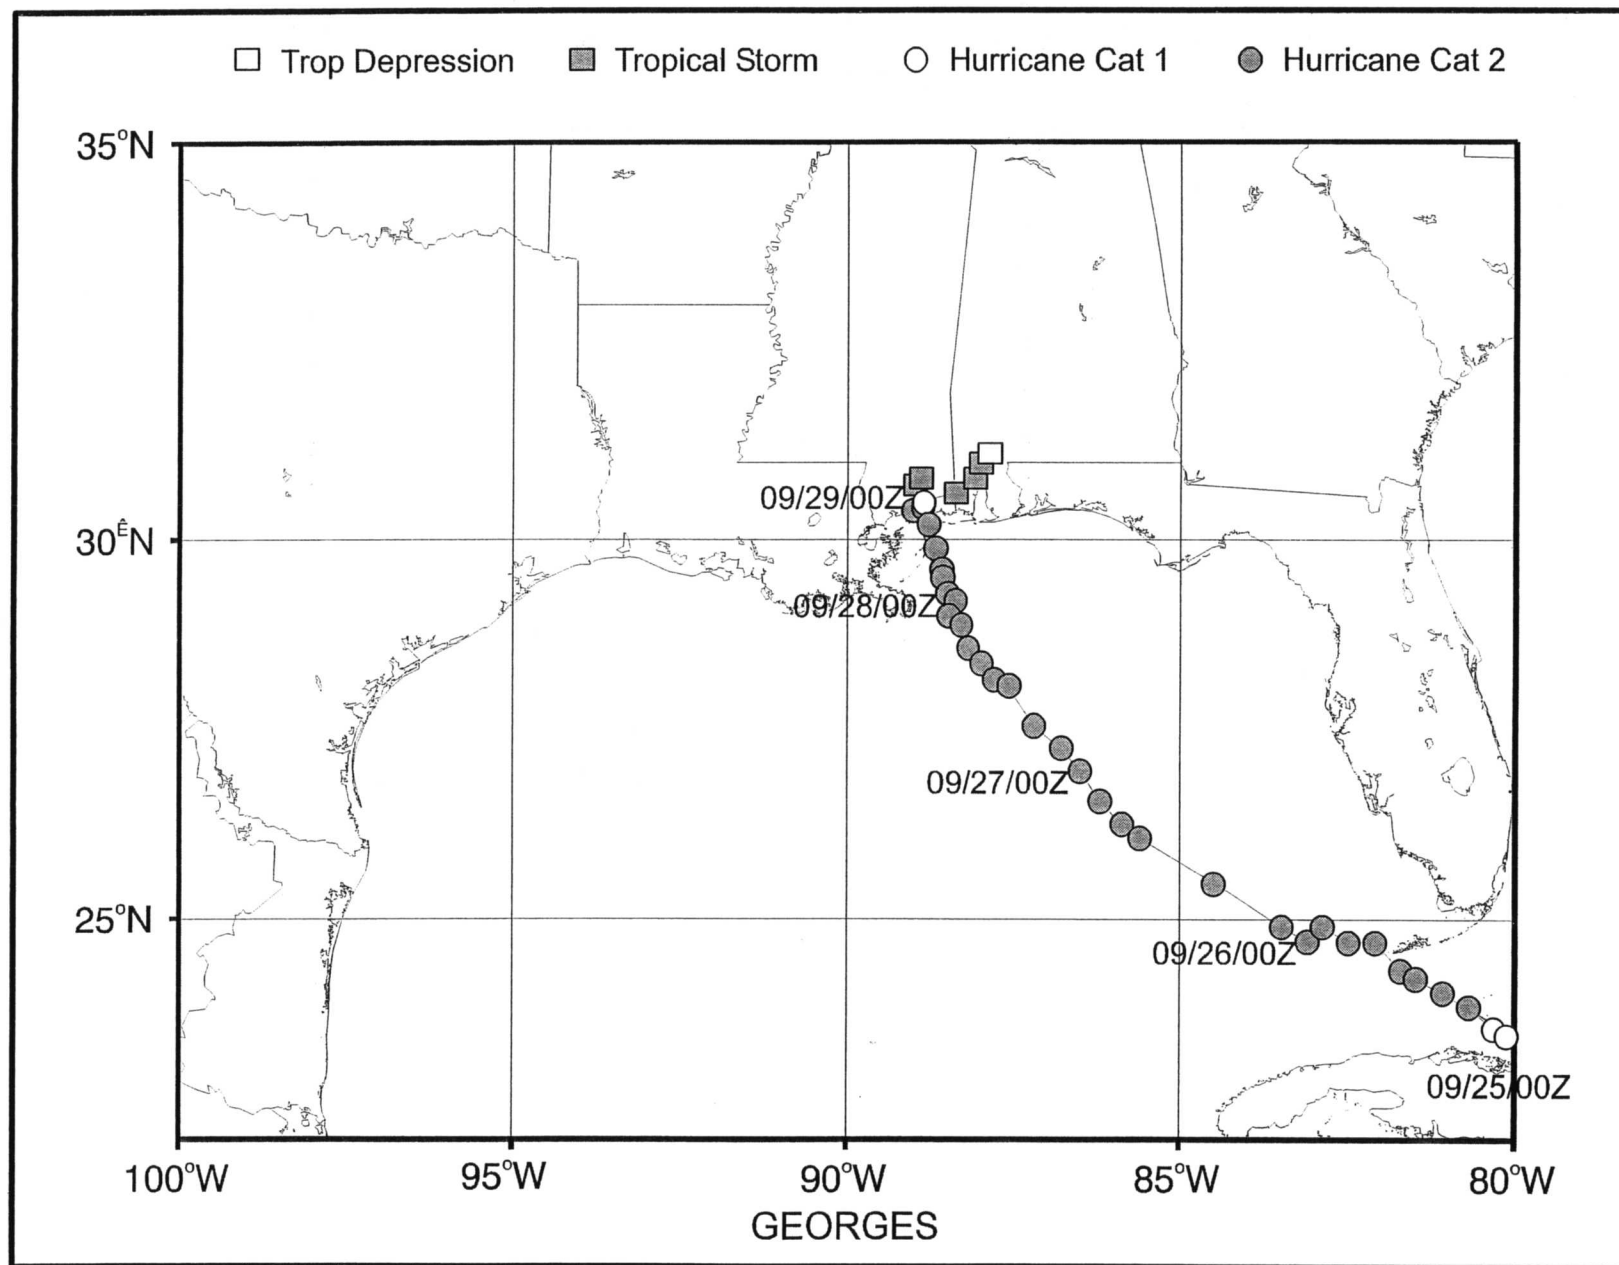 Trop Depression Tropical Storm Hurricane Cat 1 Hurricane Cat 2
35°N
09/29/00Z
30Ên
09/28/00Z
09/27/00Z
25°N
09/26/00Z
09/25/00Z
100°W 95°W 90°W 85°W 80°W
GEORGES